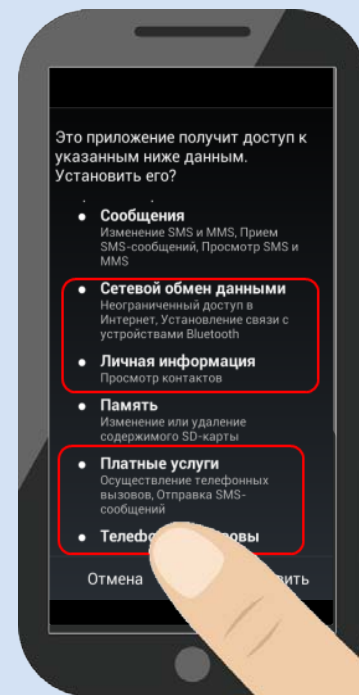 Это приложение получит доступ к
указанным ниже данным.
Установить его?
Сообщения
Изменение SMS и MMS, Прием
SMS-сообщений, Просмотр SMS и
MMS
Сетевой обмен данными
Неограниченный доступ в
Интернет, Установление связи с
устройствами Bluetooth
Личная информация
Просмотр контактов
Память
Изменение или удаление
содержимого SD-карты
Платные услуги
Осуществление телефонных
вызовов, Отправка SMS-
сообщений
Отмена